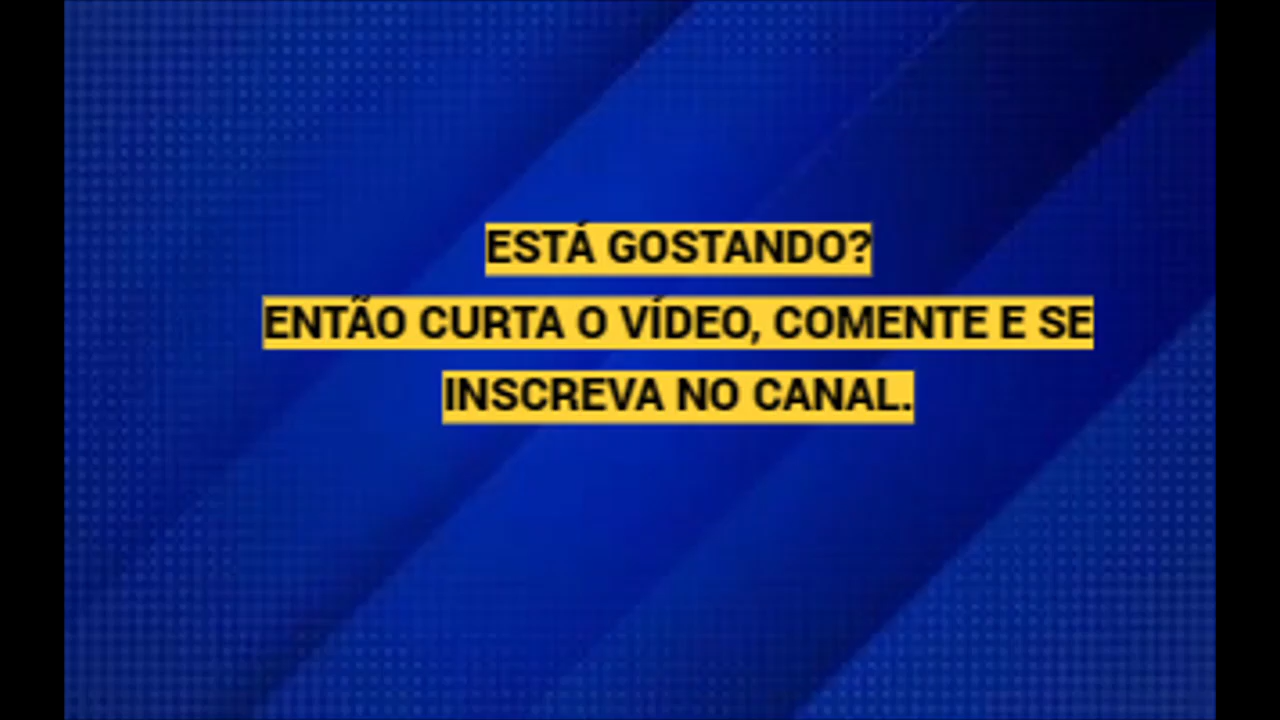 ESTÁ GOSTANDO?
ENTÃO CURTA O VÍDEO, COMENTE E SE
INSCREVA NO CANAL.